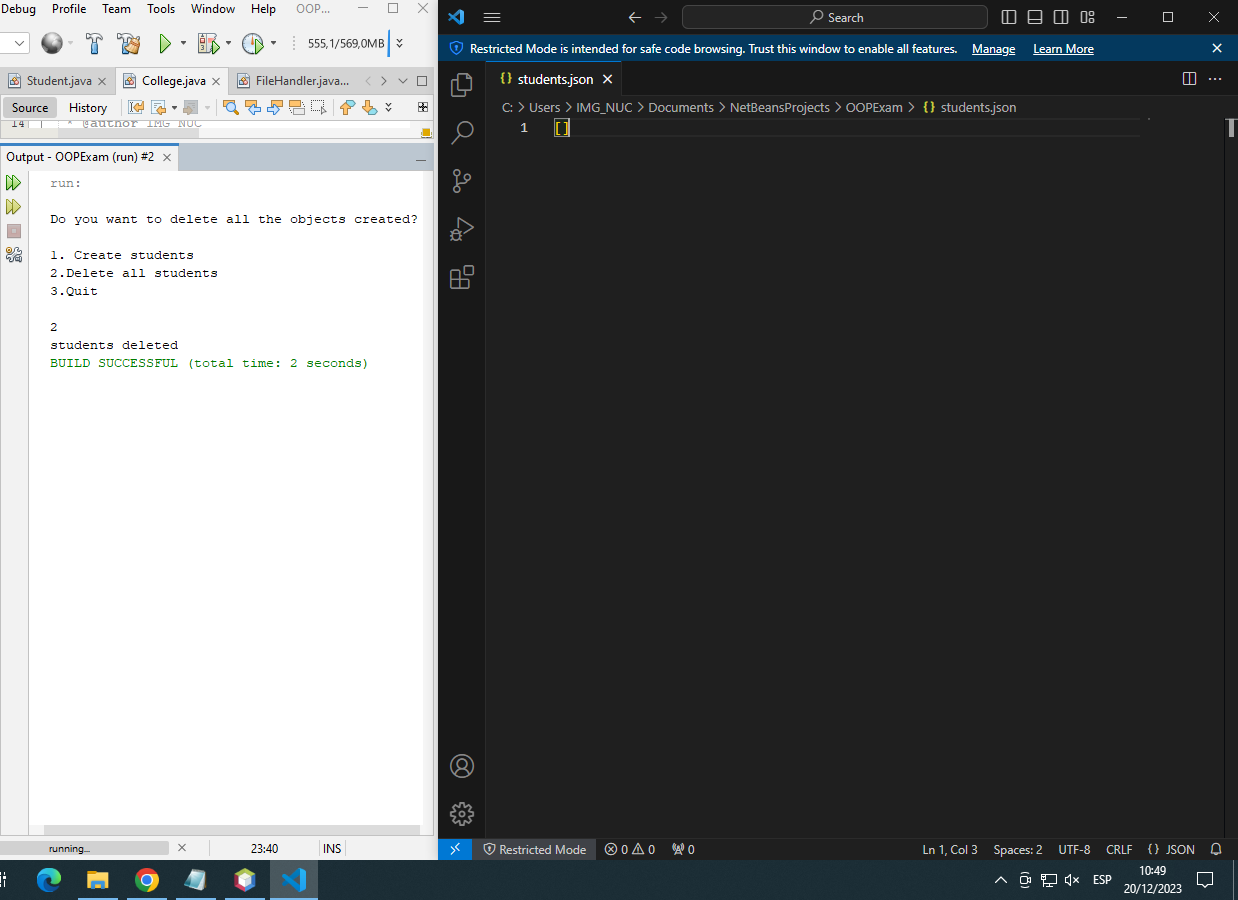 Debug Profile Team Tools Window Help OOP...
555,1/569,0MB
Student.java College.java FileHandler.java...
Source History
14 * @author IMG_NUC
Output - OOPExam (run) #2
run:
Do you want to delete all the objects created?
1. Create students
2.Delete all students
3.Quit
2
students deleted
BUILD SUCCESSFUL (total time: 2 seconds)
running... 23:40 INS
Search
Restricted Mode is intended for safe code browsing. Trust this window to enable all features. Manage Learn More
{} students.json
C: > Users > IMG_NUC > Documents > NetBeansProjects > OOPExam > {} students.json
1 []
Restricted Mode 0 0 0 Ln 1, Col 3 Spaces: 2 UTF-8 CRLF {} JSON
ESP 10:49
20/12/2023